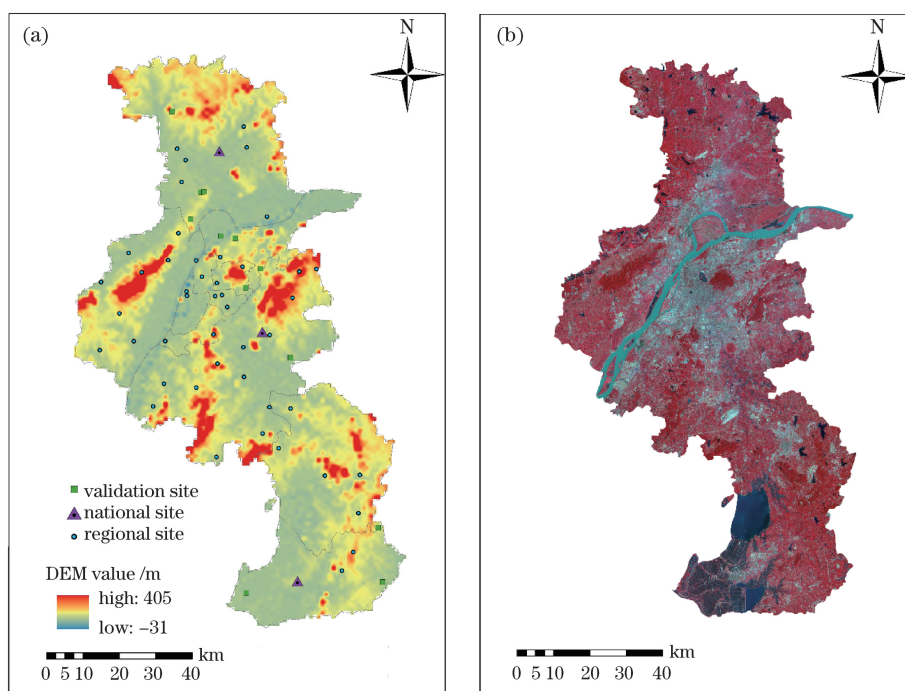 (a)
N
validation site
national site
regional site
DEM value /m
high: 405
low: −31
km
0 5 10 20 30 40
(b)
N
km
0 5 10 20 30 40